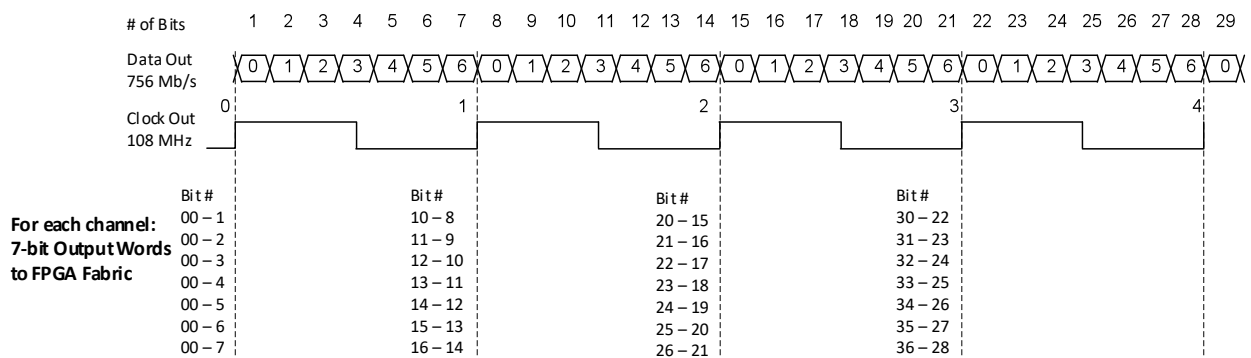 # of Bits 1 2 3 4 5 6 7 8 9 10 11 12 13 14 15 16 17 18 19 20 21 22 23 24 25 26 27 28 29
Data Out
756 Mb/s
0 1 2 3 4 5 6 0 1 2 3 4 5 6 0 1 2 3 4 5 6 0 1 2 3 4 5 6 0
0 1 2 3 4
Clock Out
108 MHz
For each channel:
7-bit Output Words
to FPGA Fabric
Bit #
00 – 1
00 – 2
00 – 3
00 – 4
00 – 5
00 – 6
00 – 7
Bit #
10 – 8
11 – 9
12 – 10
13 – 11
14 – 12
15 – 13
16 – 14
Bit #
20 – 15
21 – 16
22 – 17
23 – 18
24 – 19
25 – 20
26 – 21
Bit #
30 – 22
31 – 23
32 – 24
33 – 25
34 – 26
35 – 27
36 – 28